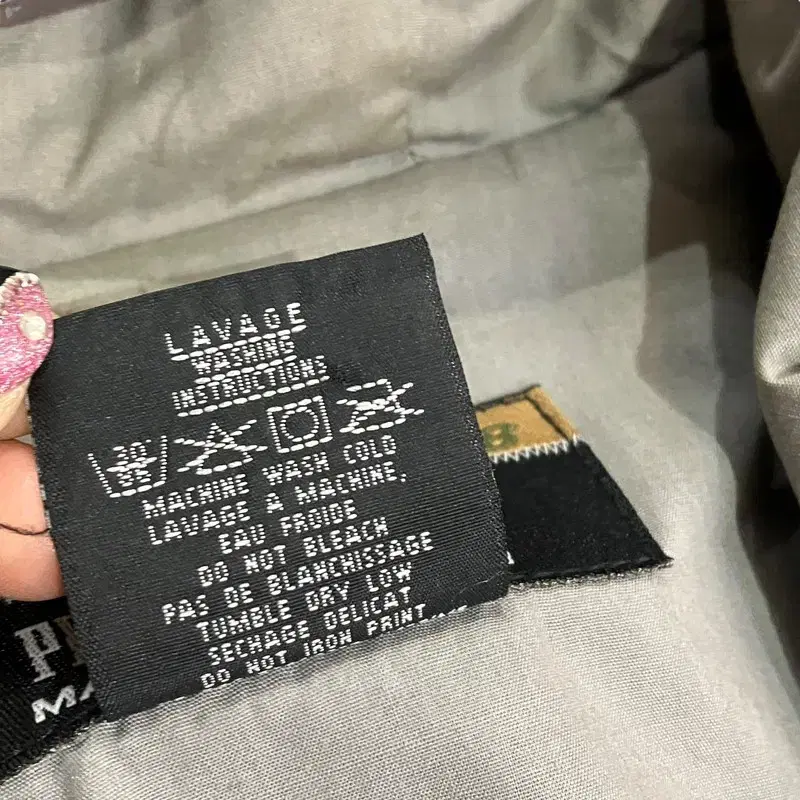 LAVAGE
WASHING
INSTRUCTIONS
30°
MACHINE WASH COLD
LAVAGE A MACHINE,
EAU FROIDE
DO NOT BLEACH
PAS DE BLANCHISSAGE
TUMBLE DRY LOW
SECHAGE DELICAT
DO NOT IRON PRINT